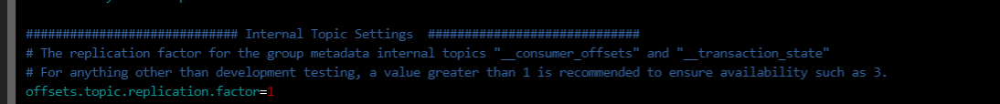 ############################# Internal Topic Settings  #############################
# The replication factor for the group metadata internal topics "__consumer_offsets" and "__transaction_state"
# For anything other than development testing, a value greater than 1 is recommended to ensure availability such as 3.
offsets.topic.replication.factor=1